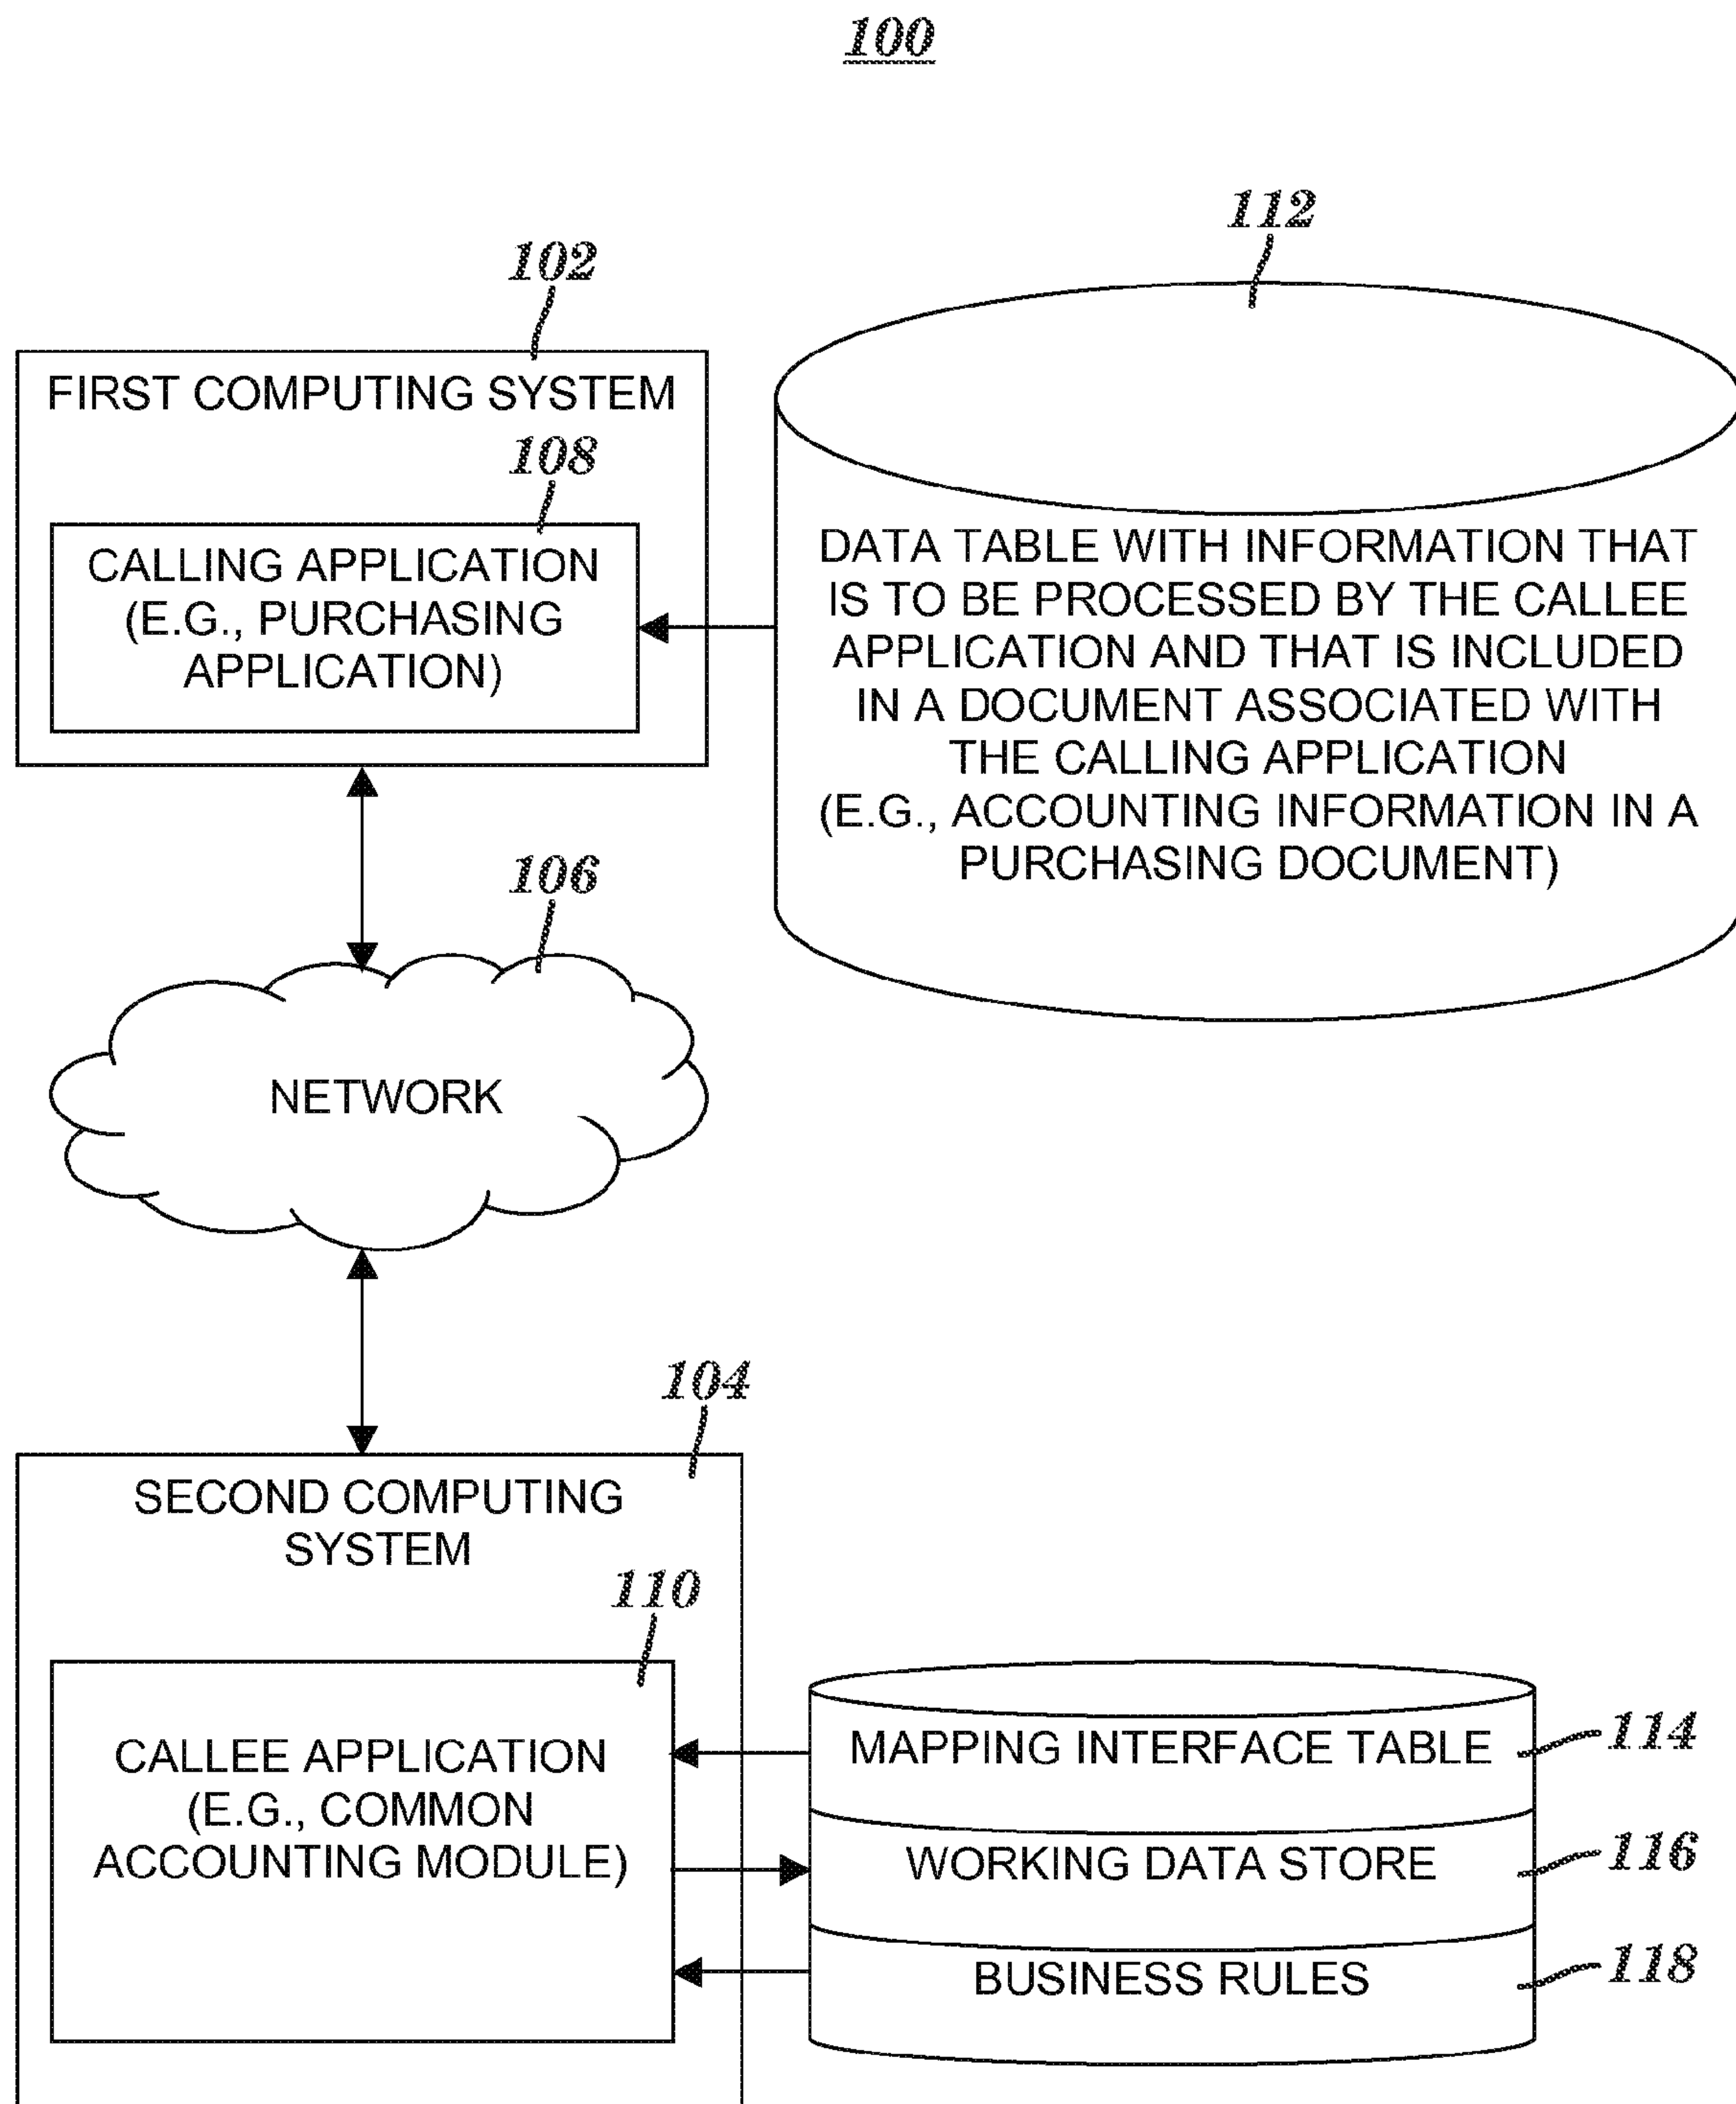 100
112
102
FIRST COMPUTING SYSTEM
108
CALLING APPLICATION
(E.G., PURCHASING
APPLICATION)
DATA TABLE WITH INFORMATION THAT
IS TO BE PROCESSED BY THE CALLEE
APPLICATION AND THAT IS INCLUDED
IN A DOCUMENT ASSOCIATED WITH
THE CALLING APPLICATION
(E.G., ACCOUNTING INFORMATION IN A
PURCHASING DOCUMENT)
106
NETWORK
104
SECOND COMPUTING
SYSTEM
110
CALLEE APPLICATION
(E.G., COMMON
ACCOUNTING MODULE)
MAPPING INTERFACE TABLE
114
WORKING DATA STORE
116
BUSINESS RULES
118